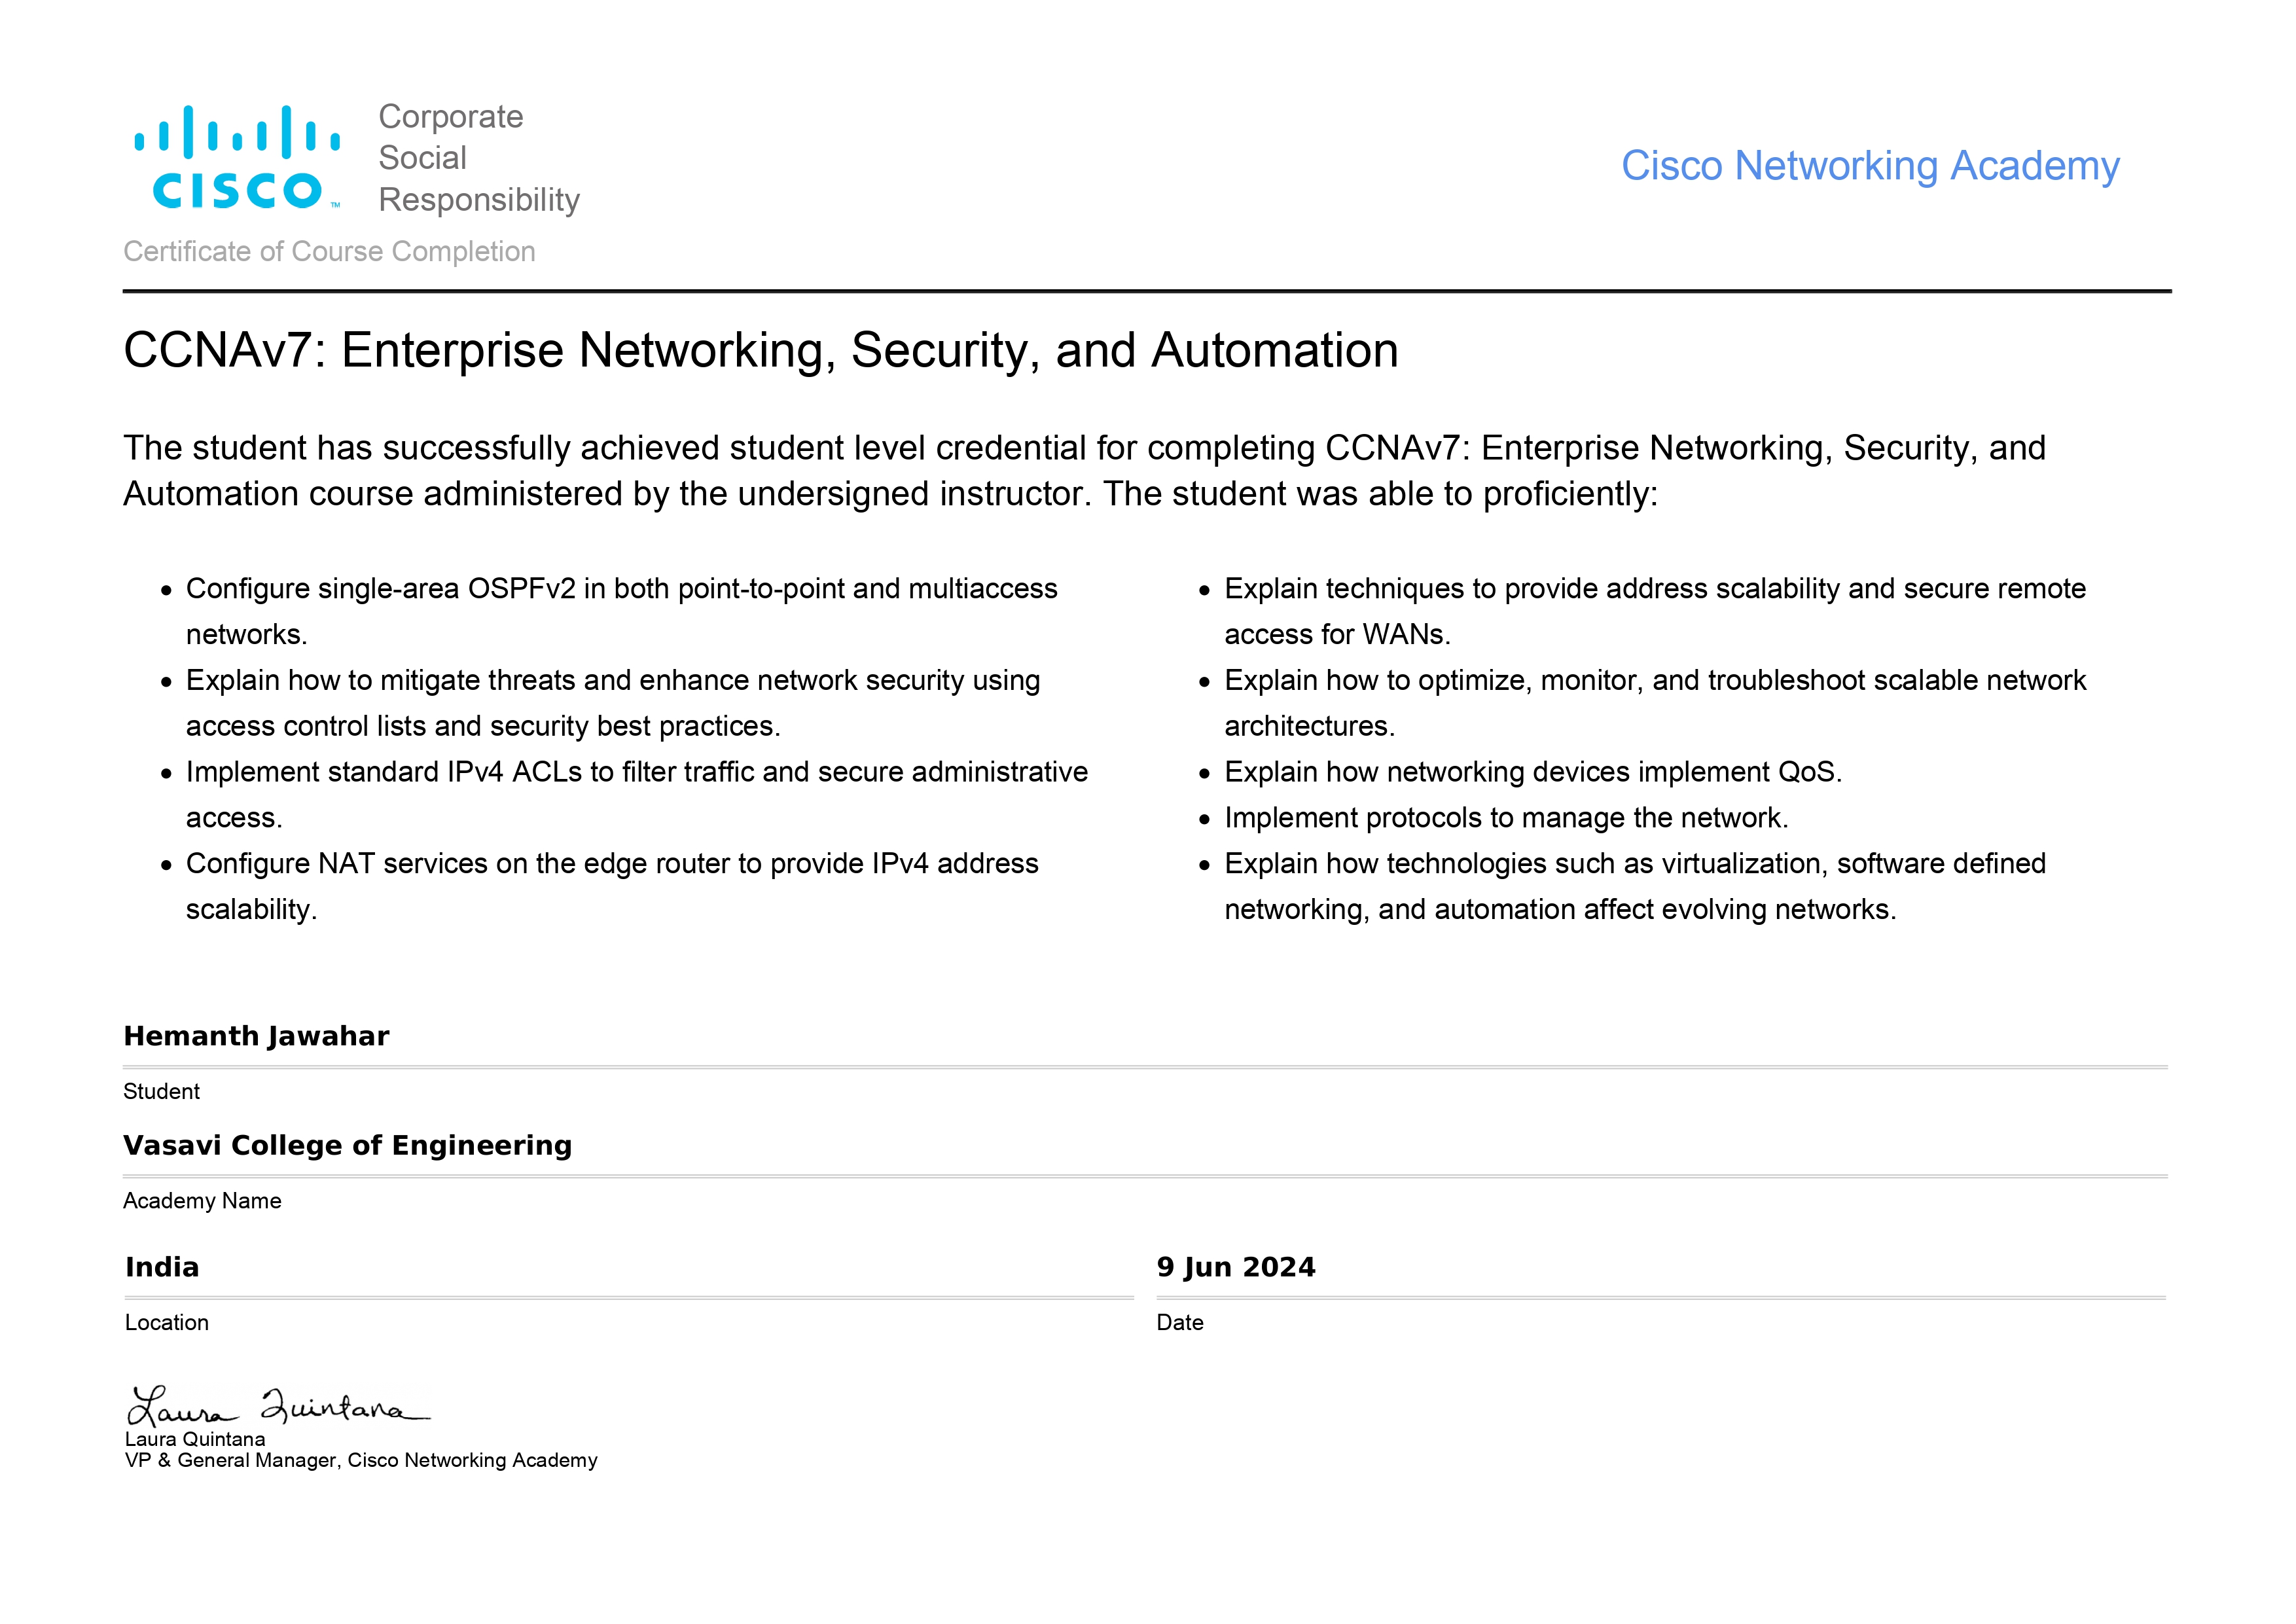 Corporate
Social
Responsibility
CISCO™
Cisco Networking Academy
Certificate of Course Completion
CCNAv7: Enterprise Networking, Security, and Automation
The student has successfully achieved student level credential for completing CCNAv7: Enterprise Networking, Security, and
Automation course administered by the undersigned instructor. The student was able to proficiently:
• Configure single-area OSPFv2 in both point-to-point and multiaccess
networks.
• Explain how to mitigate threats and enhance network security using
access control lists and security best practices.
• Implement standard IPv4 ACLs to filter traffic and secure administrative
access.
• Configure NAT services on the edge router to provide IPv4 address
scalability.
• Explain techniques to provide address scalability and secure remote
access for WANs.
• Explain how to optimize, monitor, and troubleshoot scalable network
architectures.
• Explain how networking devices implement QoS.
• Implement protocols to manage the network.
• Explain how technologies such as virtualization, software defined
networking, and automation affect evolving networks.
Hemanth Jawahar
Student
Vasavi College of Engineering
Academy Name
India
Location
9 Jun 2024
Date
Laura Quintana
Laura Quintana
VP & General Manager, Cisco Networking Academy